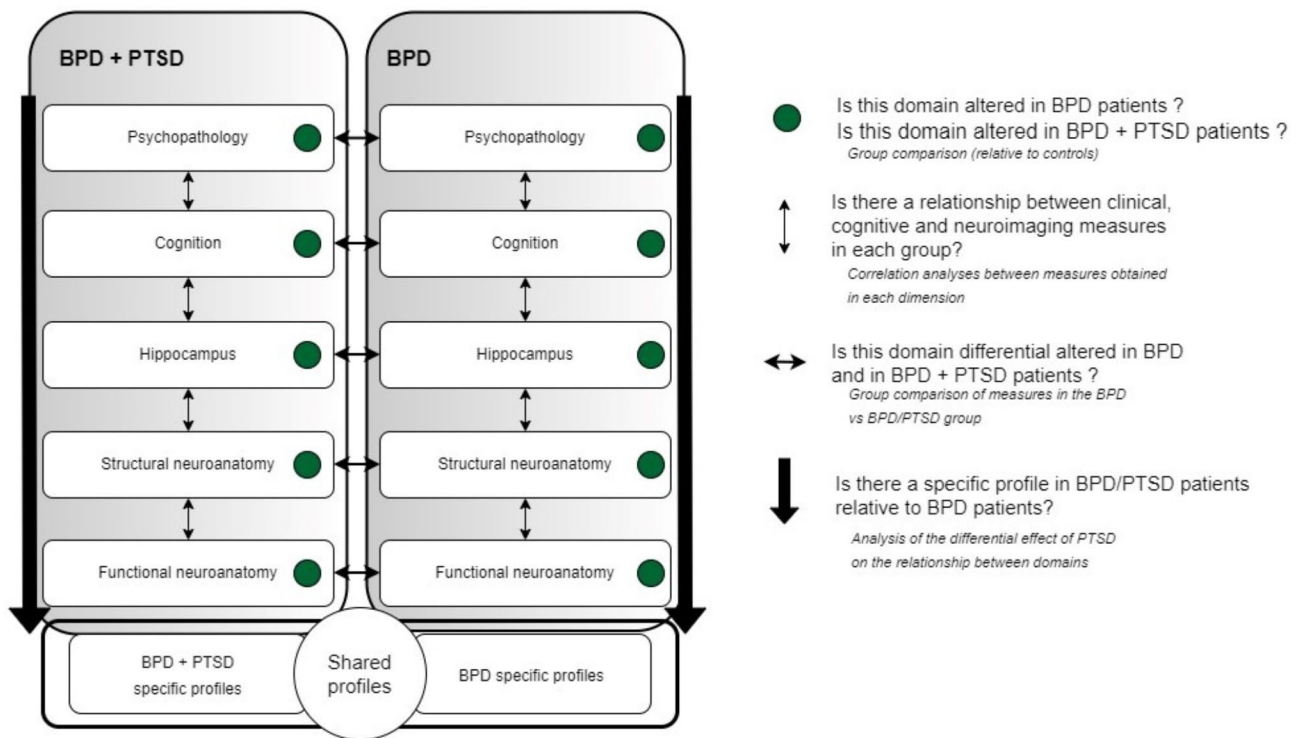 BPD + PTSD
Psychopathology
Cognition
Hippocampus
Structural neuroanatomy
Functional neuroanatomy
BPD
Psychopathology
Cognition
Hippocampus
Structural neuroanatomy
Functional neuroanatomy
BPD + PTSD
specific profiles
Shared
profiles
BPD specific profiles
Is this domain altered in BPD patients ?
Is this domain altered in BPD + PTSD patients ?
Group comparison (relative to controls)
Is there a relationship between clinical,
cognitive and neuroimaging measures
in each group?
Correlation analyses between measures obtained
in each dimension
Is this domain differential altered in BPD
and in BPD + PTSD patients ?
Group comparison of measures in the BPD
vs BPD/PTSD group
Is there a specific profile in BPD/PTSD patients
relative to BPD patients?
Analysis of the differential effect of PTSD
on the relationship between domains